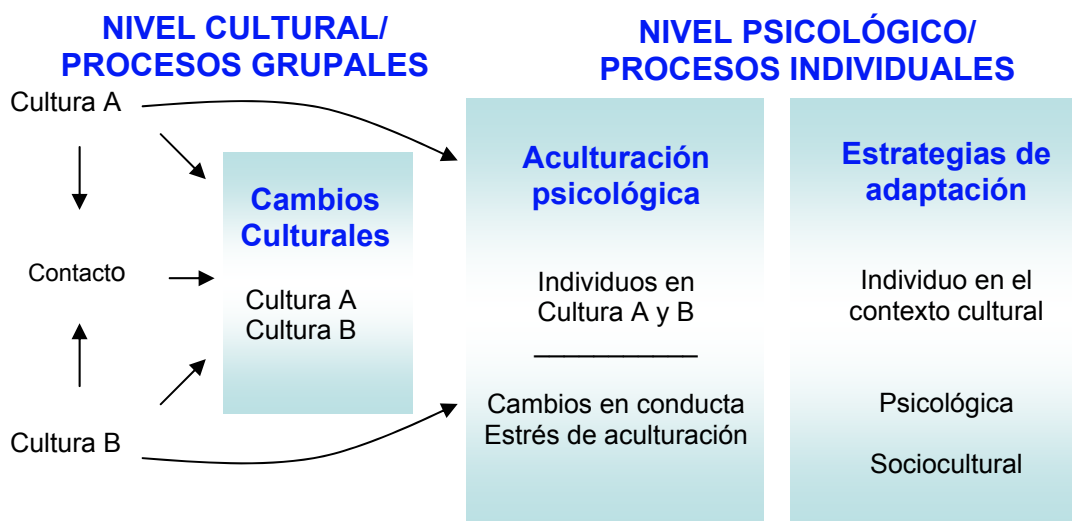 NIVEL CULTURAL/
PROCESOS GRUPALES
NIVEL PSICOLÓGICO/
PROCESOS INDIVIDUALES
Cultura A
Contacto
Cultura B
Cambios
Culturales
Cultura A
Cultura B
Aculturación
psicológica
Individuos en
Cultura A y B
Cambios en conducta
Estrés de aculturación
Estrategias de
adaptación
Individuo en el
contexto cultural
Psicológica
Sociocultural